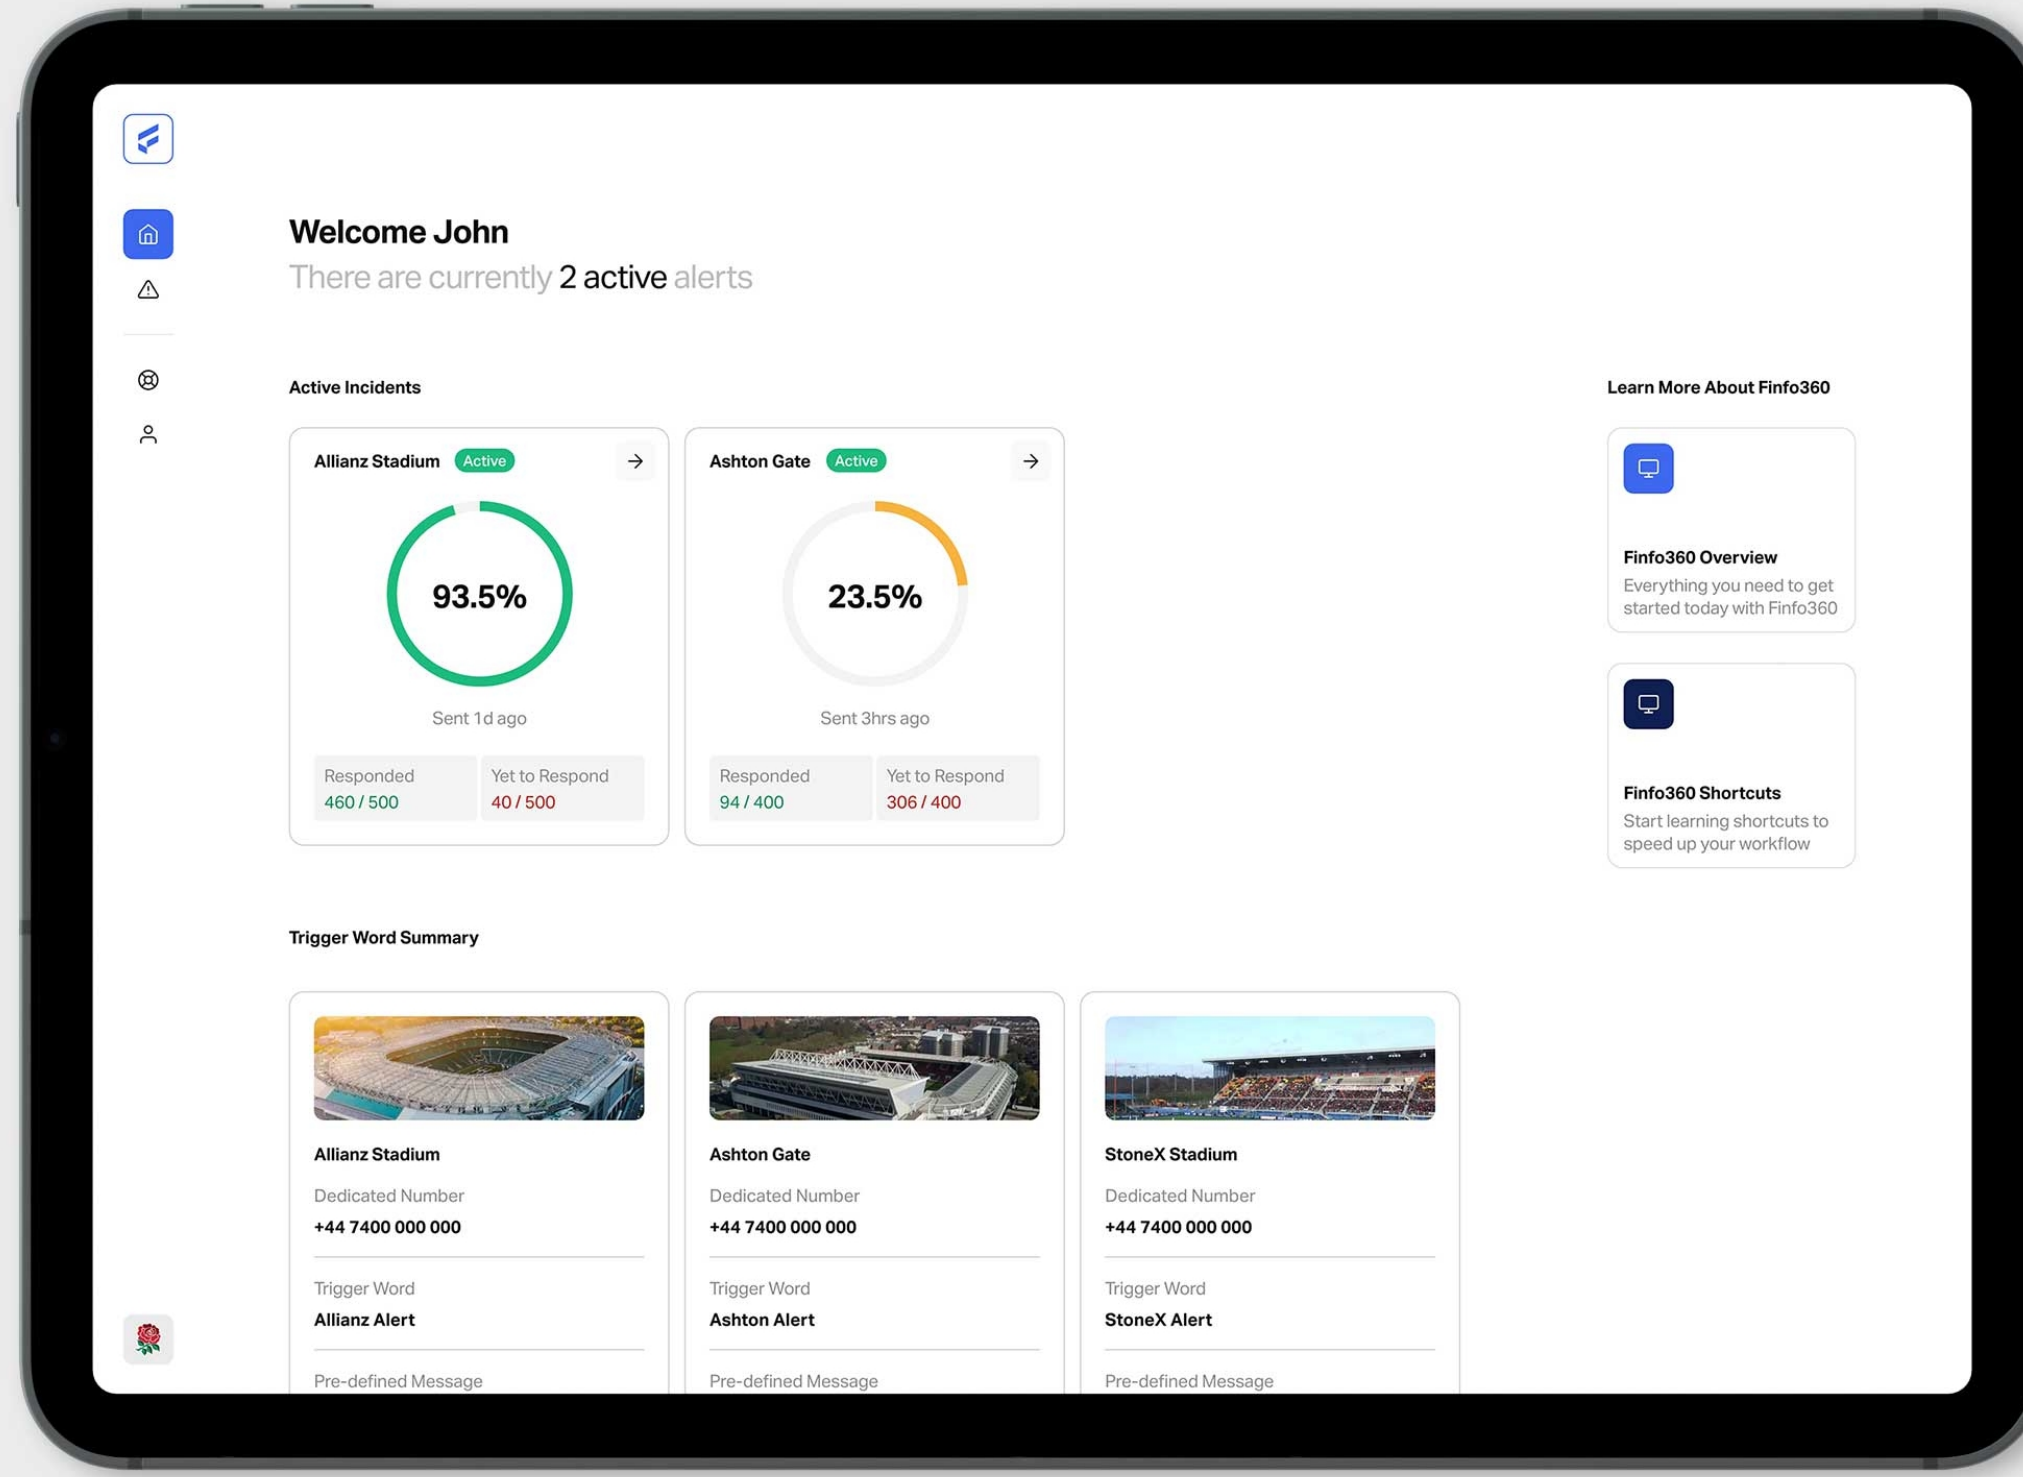 Welcome John
There are currently 2 active alerts
Active Incidents
Allianz Stadium Active
93.5%
Sent 1d ago
Responded Yet to Respond
460 / 500 40 / 500
Ashton Gate Active
23.5%
Sent 3hrs ago
Responded Yet to Respond
94 / 400 306 / 400
Learn More About Finfo360
Finfo360 Overview
Everything you need to get
started today with Finfo360
Finfo360 Shortcuts
Start learning shortcuts to
speed up your workflow
Trigger Word Summary
Allianz Stadium
Dedicated Number
+44 7400 000 000
Trigger Word
Allianz Alert
Pre-defined Message
Ashton Gate
Dedicated Number
+44 7400 000 000
Trigger Word
Ashton Alert
Pre-defined Message
StoneX Stadium
Dedicated Number
+44 7400 000 000
Trigger Word
StoneX Alert
Pre-defined Message